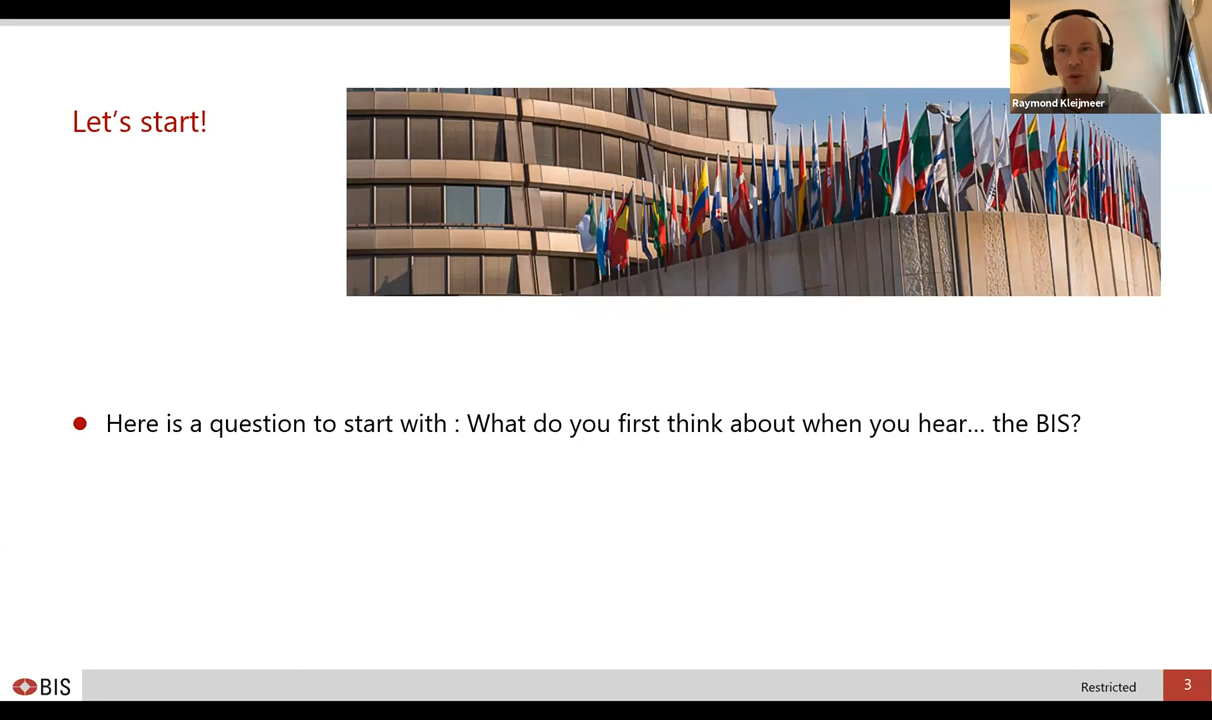 Raymond Kleijmeer
Let's start!
Here is a question to start with : What do you first think about when you hear... the BIS?
BIS
Restricted
3